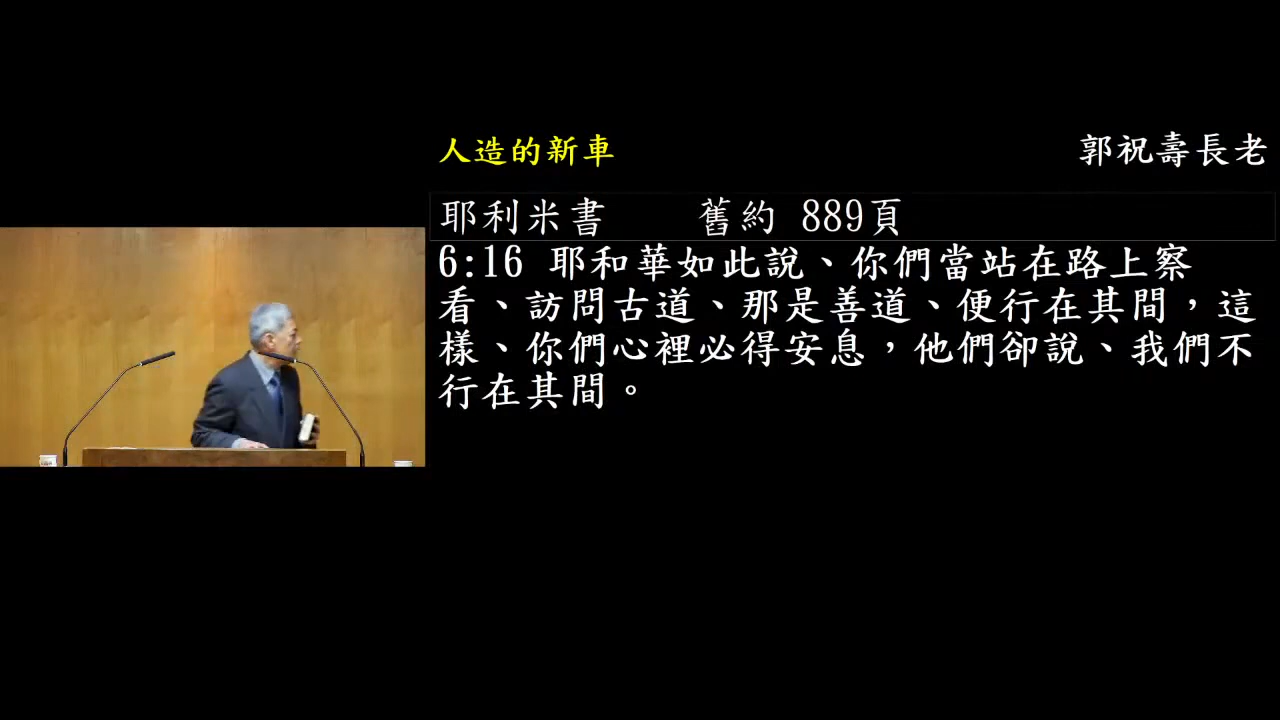 人造的新車 郭祝壽長老
耶利米書 舊約 889頁
6:16 耶和華如此說、你們當站在路上察
看、訪問古道、那是善道、便行在其間，這
樣、你們心裡必得安息，他們卻說、我們不
行在其間。